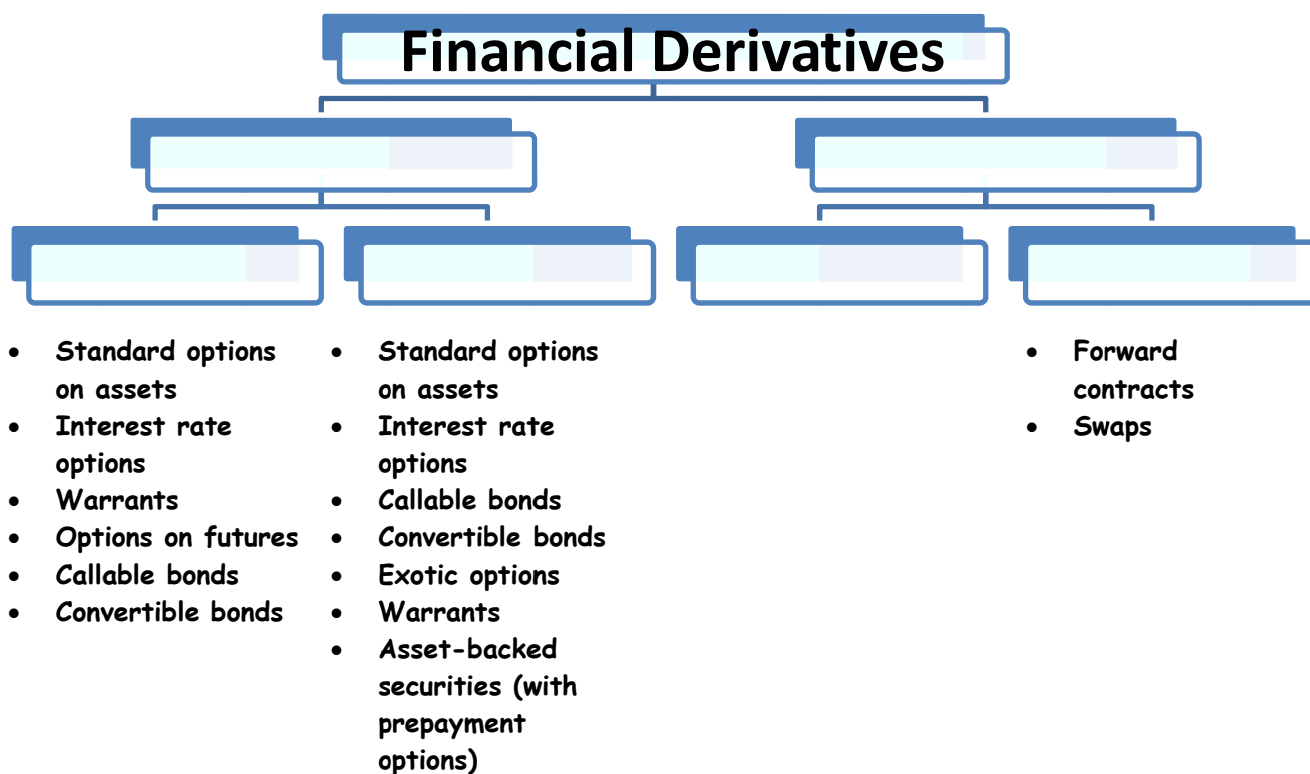 Financial Derivatives
• Standard options
on assets
• Interest rate
options
• Warrants
• Options on futures
• Callable bonds
• Convertible bonds
• Standard options
on assets
• Interest rate
options
• Callable bonds
• Convertible bonds
• Exotic options
• Warrants
• Asset-backed
securities (with
prepayment
options)
• Forward
contracts
• Swaps